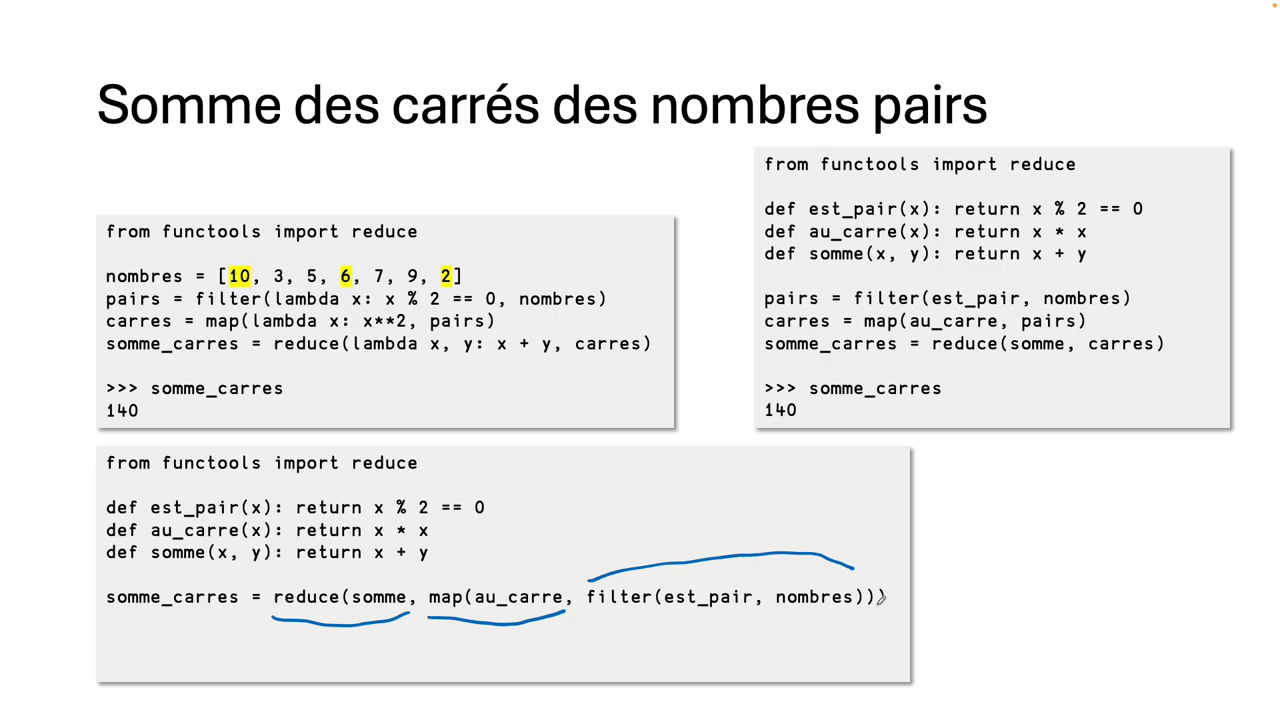 Somme des carrés des nombres pairs
from functools import reduce
nombres = [10, 3, 5, 6, 7, 9, 2]
pairs = filter(lambda x: x % 2 == 0, nombres)
carres = map(lambda x: x**2, pairs)
somme_carres = reduce(lambda x, y: x + y, carres)
>>> somme_carres
140
from functools import reduce
def est_pair(x): return x % 2 == 0
def au_carre(x): return x * x
def somme(x, y): return x + y
pairs = filter(est_pair, nombres)
carres = map(au_carre, pairs)
somme_carres = reduce(somme, carres)
>>> somme_carres
140
from functools import reduce
def est_pair(x): return x % 2 == 0
def au_carre(x): return x * x
def somme(x, y): return x + y
somme_carres = reduce(somme, map(au_carre, filter(est_pair, nombres)))